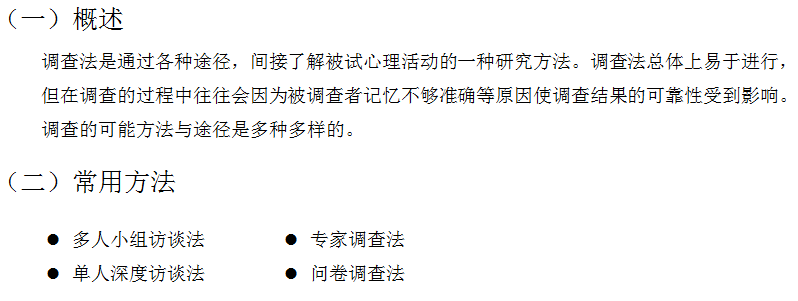 （一）概述
调查法是通过各种途径，间接了解被试心理活动的一种研究方法。调查法总体上易于进行，
但在调查的过程中往往会因为被调查者记忆不够准确等原因使调查结果的可靠性受到影响。
调查的可能方法与途径是多种多样的。
（二）常用方法
● 多人小组访谈法 ● 专家调查法
● 单人深度访谈法 ● 问卷调查法